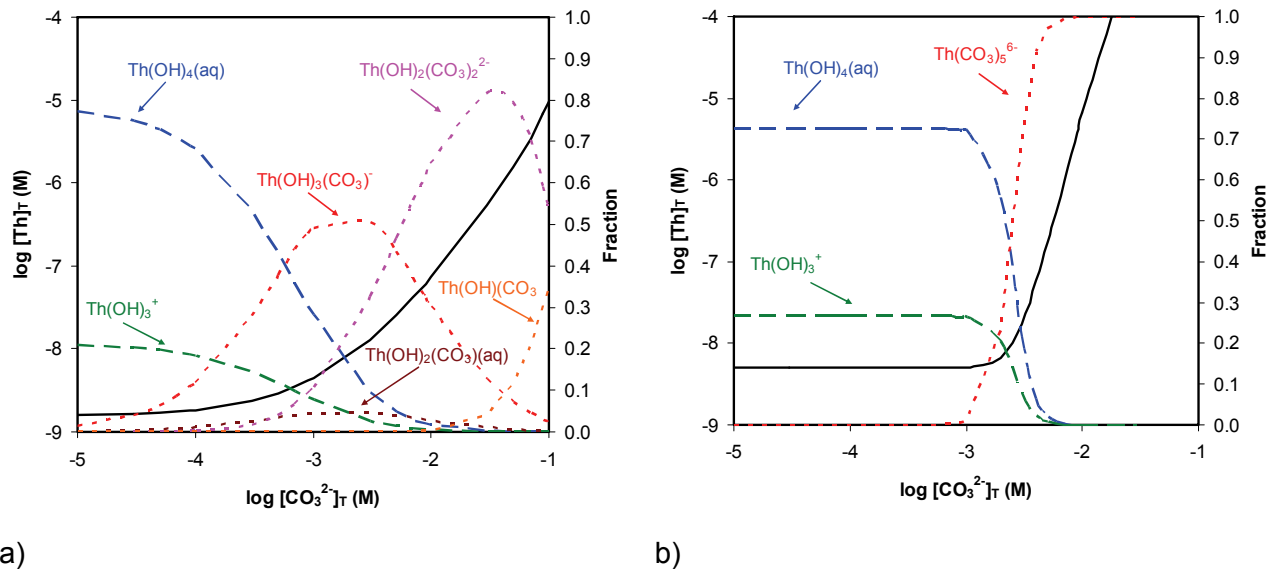 -4
-5
-6
-7
-8
-9
log [Th]T (M)
1.0
0.9
0.8
0.7
0.6
0.5
0.4
0.3
0.2
0.1
0.0
Fraction
Th(OH)4(aq)
Th(OH)2(CO3)2^2-
Th(OH)3(CO3)^-
Th(OH)3^+
Th(OH)(CO3
Th(OH)2(CO3)(aq)
-5 -4 -3 -2 -1
log [CO3^2-]T (M)
a)
-4
-5
-6
-7
-8
-9
log [Th]T (M)
1.0
0.9
0.8
0.7
0.6
0.5
0.4
0.3
0.2
0.1
0.0
Fraction
Th(CO3)5^6-
Th(OH)4(aq)
Th(OH)3^+
-5 -4 -3 -2 -1
log [CO3^2-]T (M)
b)